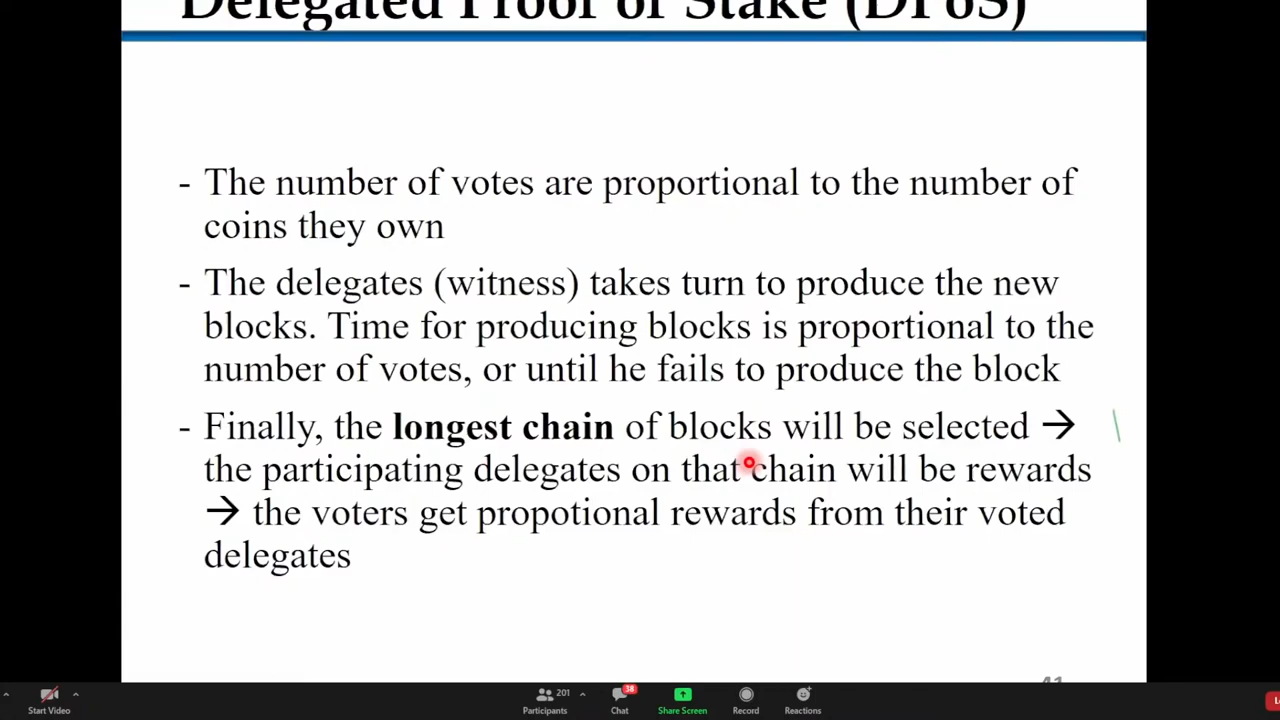 Delegated Proof of Stake (DPoS)
- The number of votes are proportional to the number of
coins they own
- The delegates (witness) takes turn to produce the new
blocks. Time for producing blocks is proportional to the
number of votes, or until he fails to produce the block
- Finally, the longest chain of blocks will be selected →
the participating delegates on that chain will be rewards
→ the voters get propotional rewards from their voted
delegates
41
201
38
Start Video
Participants
Chat
Share Screen
Record
Reactions